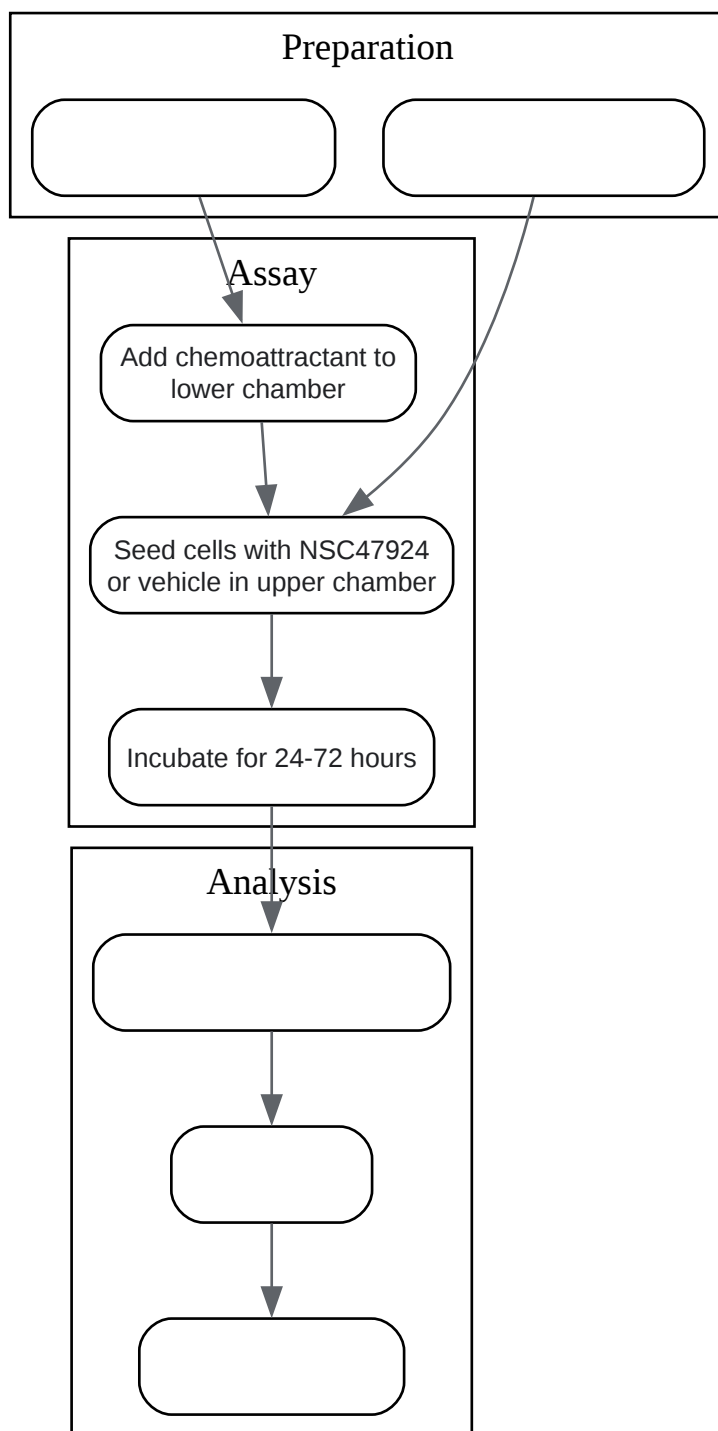 Preparation
Assay
Add chemoattractant to
lower chamber
Seed cells with NSC47924
or vehicle in upper chamber
Incubate for 24-72 hours
Analysis